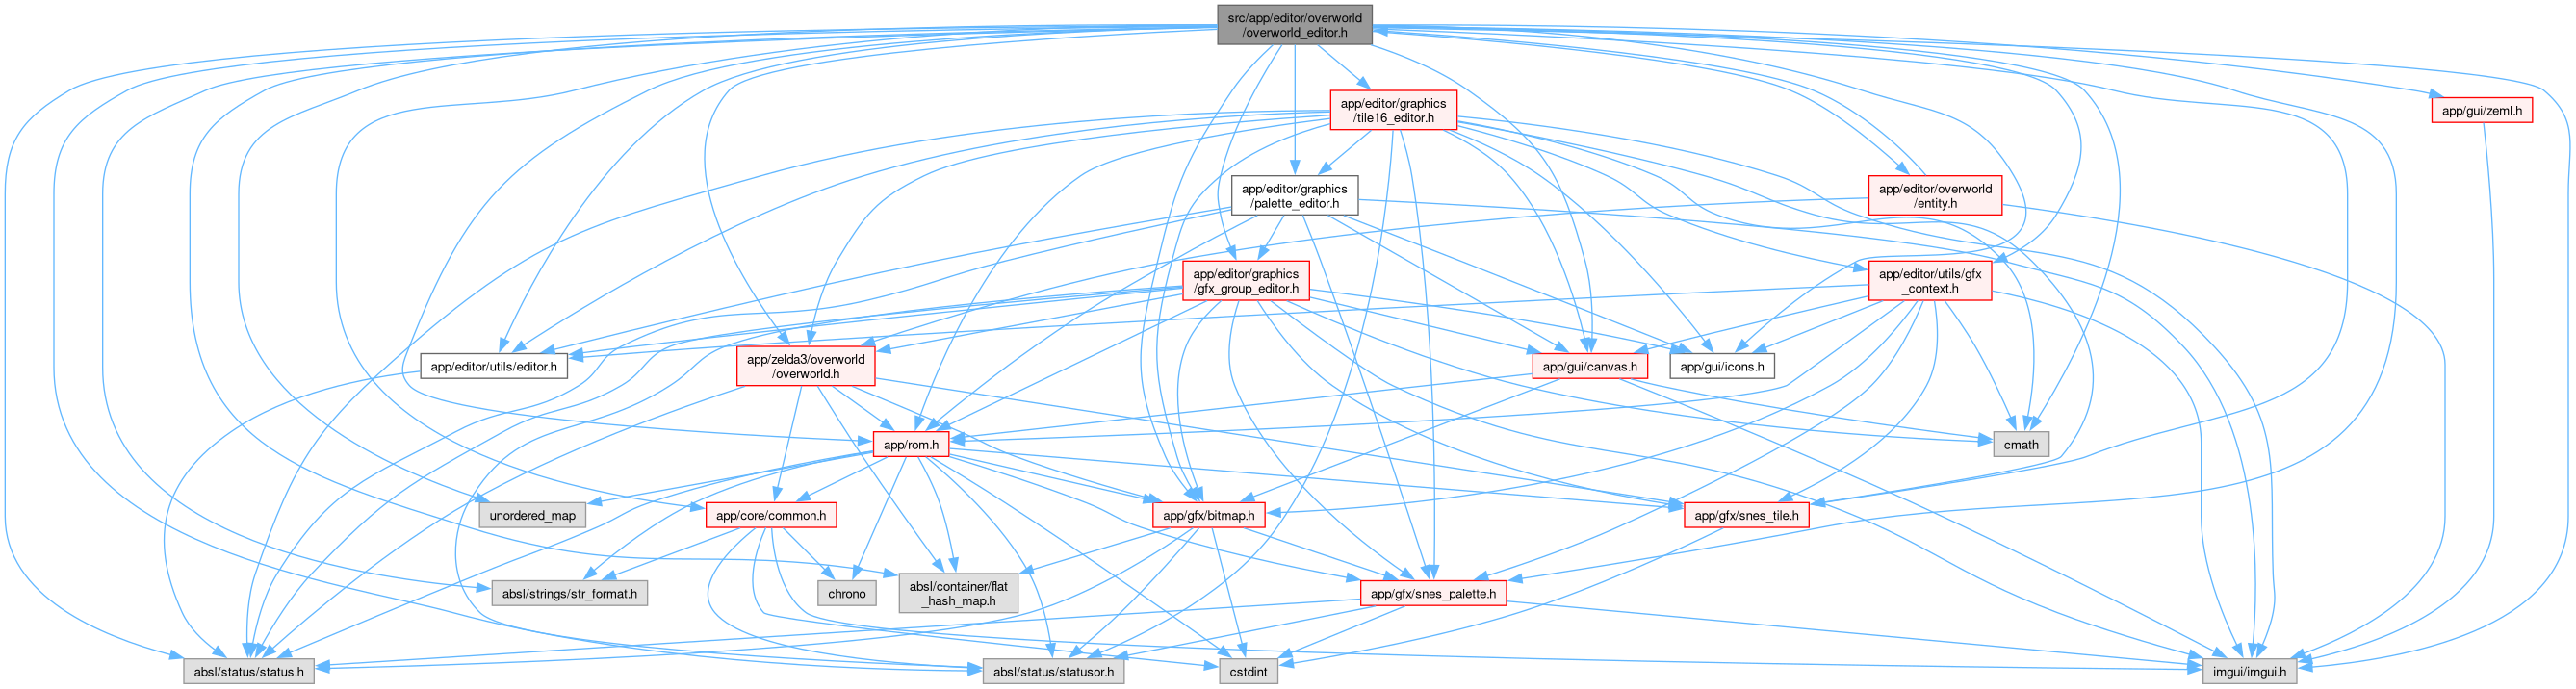 src/app/editor/overworld
/overworld_editor.h
app/editor/graphics
/tile16_editor.h
app/gui/zeml.h
app/editor/graphics
/palette_editor.h
app/editor/overworld
/entity.h
app/editor/graphics
/gfx_group_editor.h
app/editor/utils/gfx
_context.h
app/editor/utils/editor.h
app/zelda3/overworld
/overworld.h
app/gui/canvas.h
app/gui/icons.h
app/rom.h
cmath
unordered_map
app/core/common.h
app/gfx/bitmap.h
app/gfx/snes_tile.h
absl/strings/str_format.h
chrono
absl/container/flat
_hash_map.h
app/gfx/snes_palette.h
absl/status/status.h
absl/status/statusor.h
cstdint
imgui/imgui.h